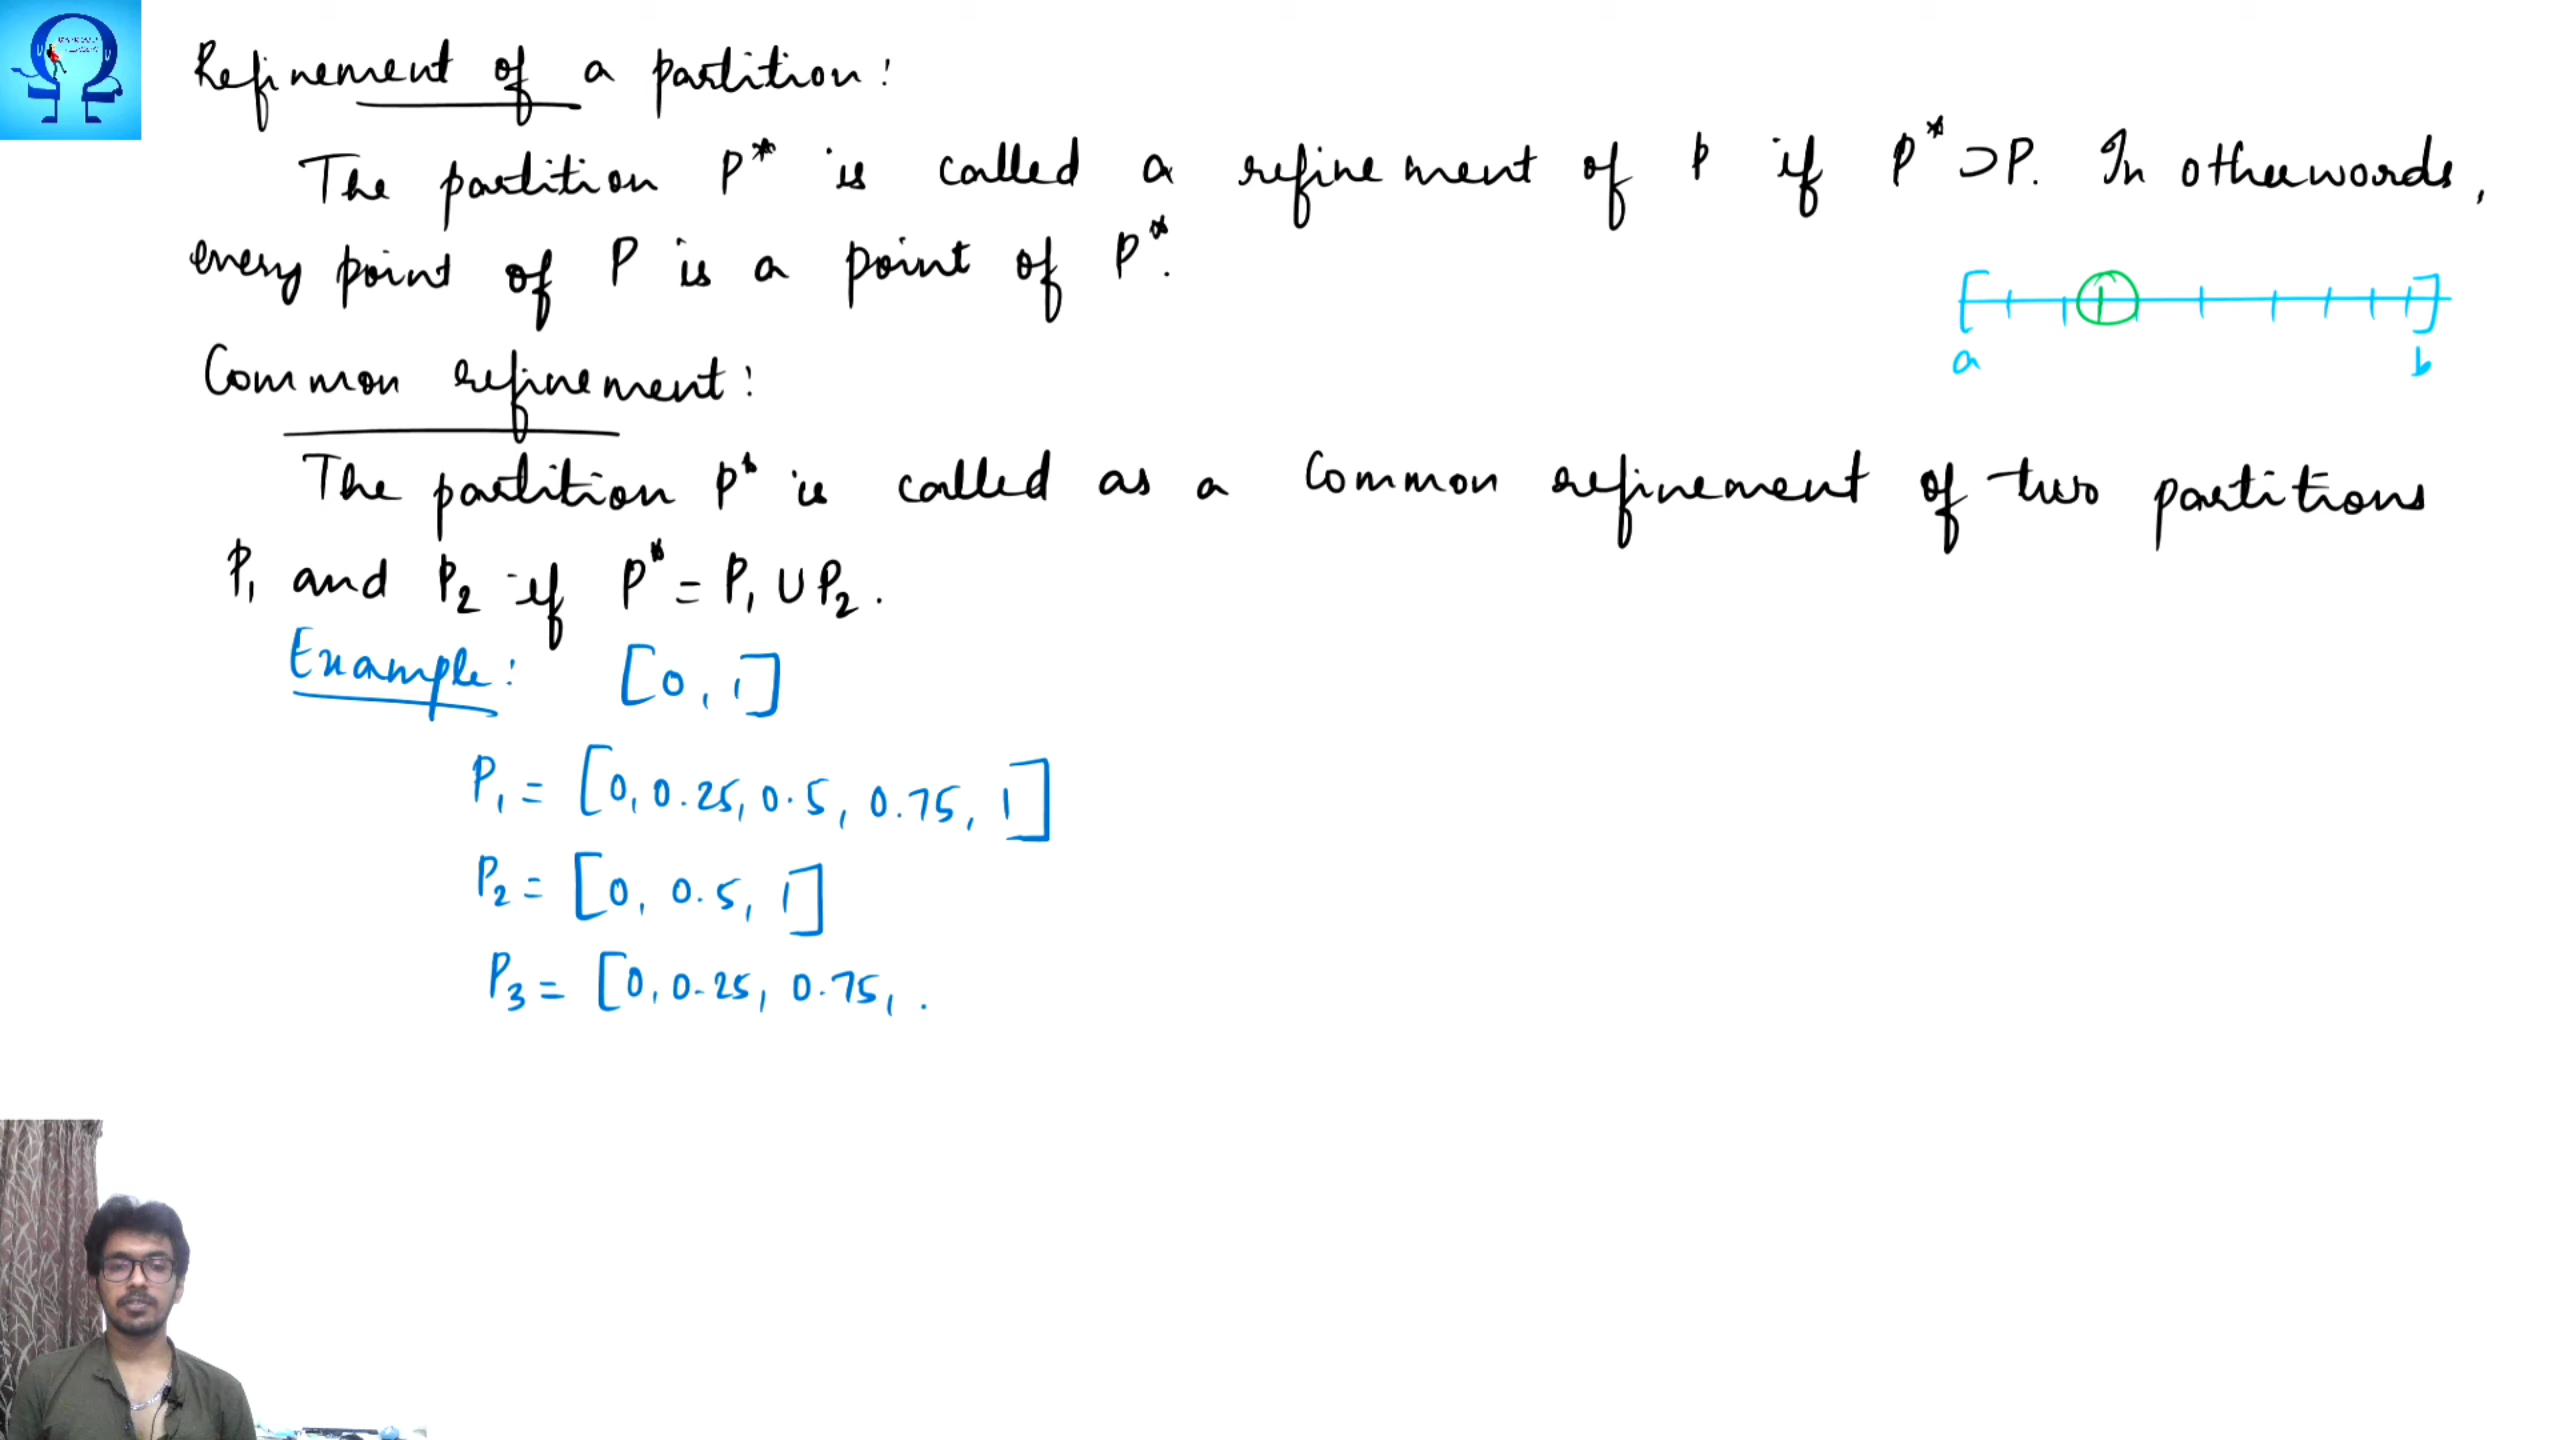 Refinement of a partition:
The partition P* is called a refinement of P if P* ⊃ P. In otherwords,
every point of P is a point of P*.
a b
Common refinement:
The partition P* is called as a common refinement of two partitions
P₁ and P₂ if P* = P₁ ∪ P₂.
Example: [0, 1]
P₁ = [0, 0.25, 0.5, 0.75, 1]
P₂ = [0, 0.5, 1]
P₃ = [0, 0.25, 0.75, .